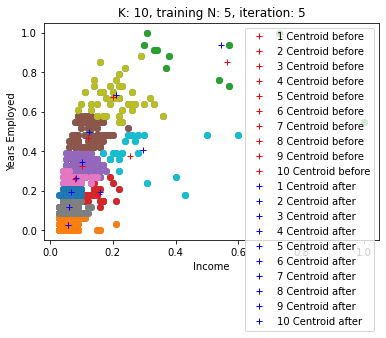 K: 10, training N: 5, iteration: 5
1.0
0.8
0.6
0.4
0.2
0.0
Years Employed
0.0
0.2
0.4
0.6
1.0
Income
1 Centroid before
2 Centroid before
3 Centroid before
4 Centroid before
5 Centroid before
6 Centroid before
7 Centroid before
8 Centroid before
9 Centroid before
10 Centroid before
1 Centroid after
2 Centroid after
3 Centroid after
4 Centroid after
5 Centroid after
6 Centroid after
7 Centroid after
8 Centroid after
9 Centroid after
10 Centroid after